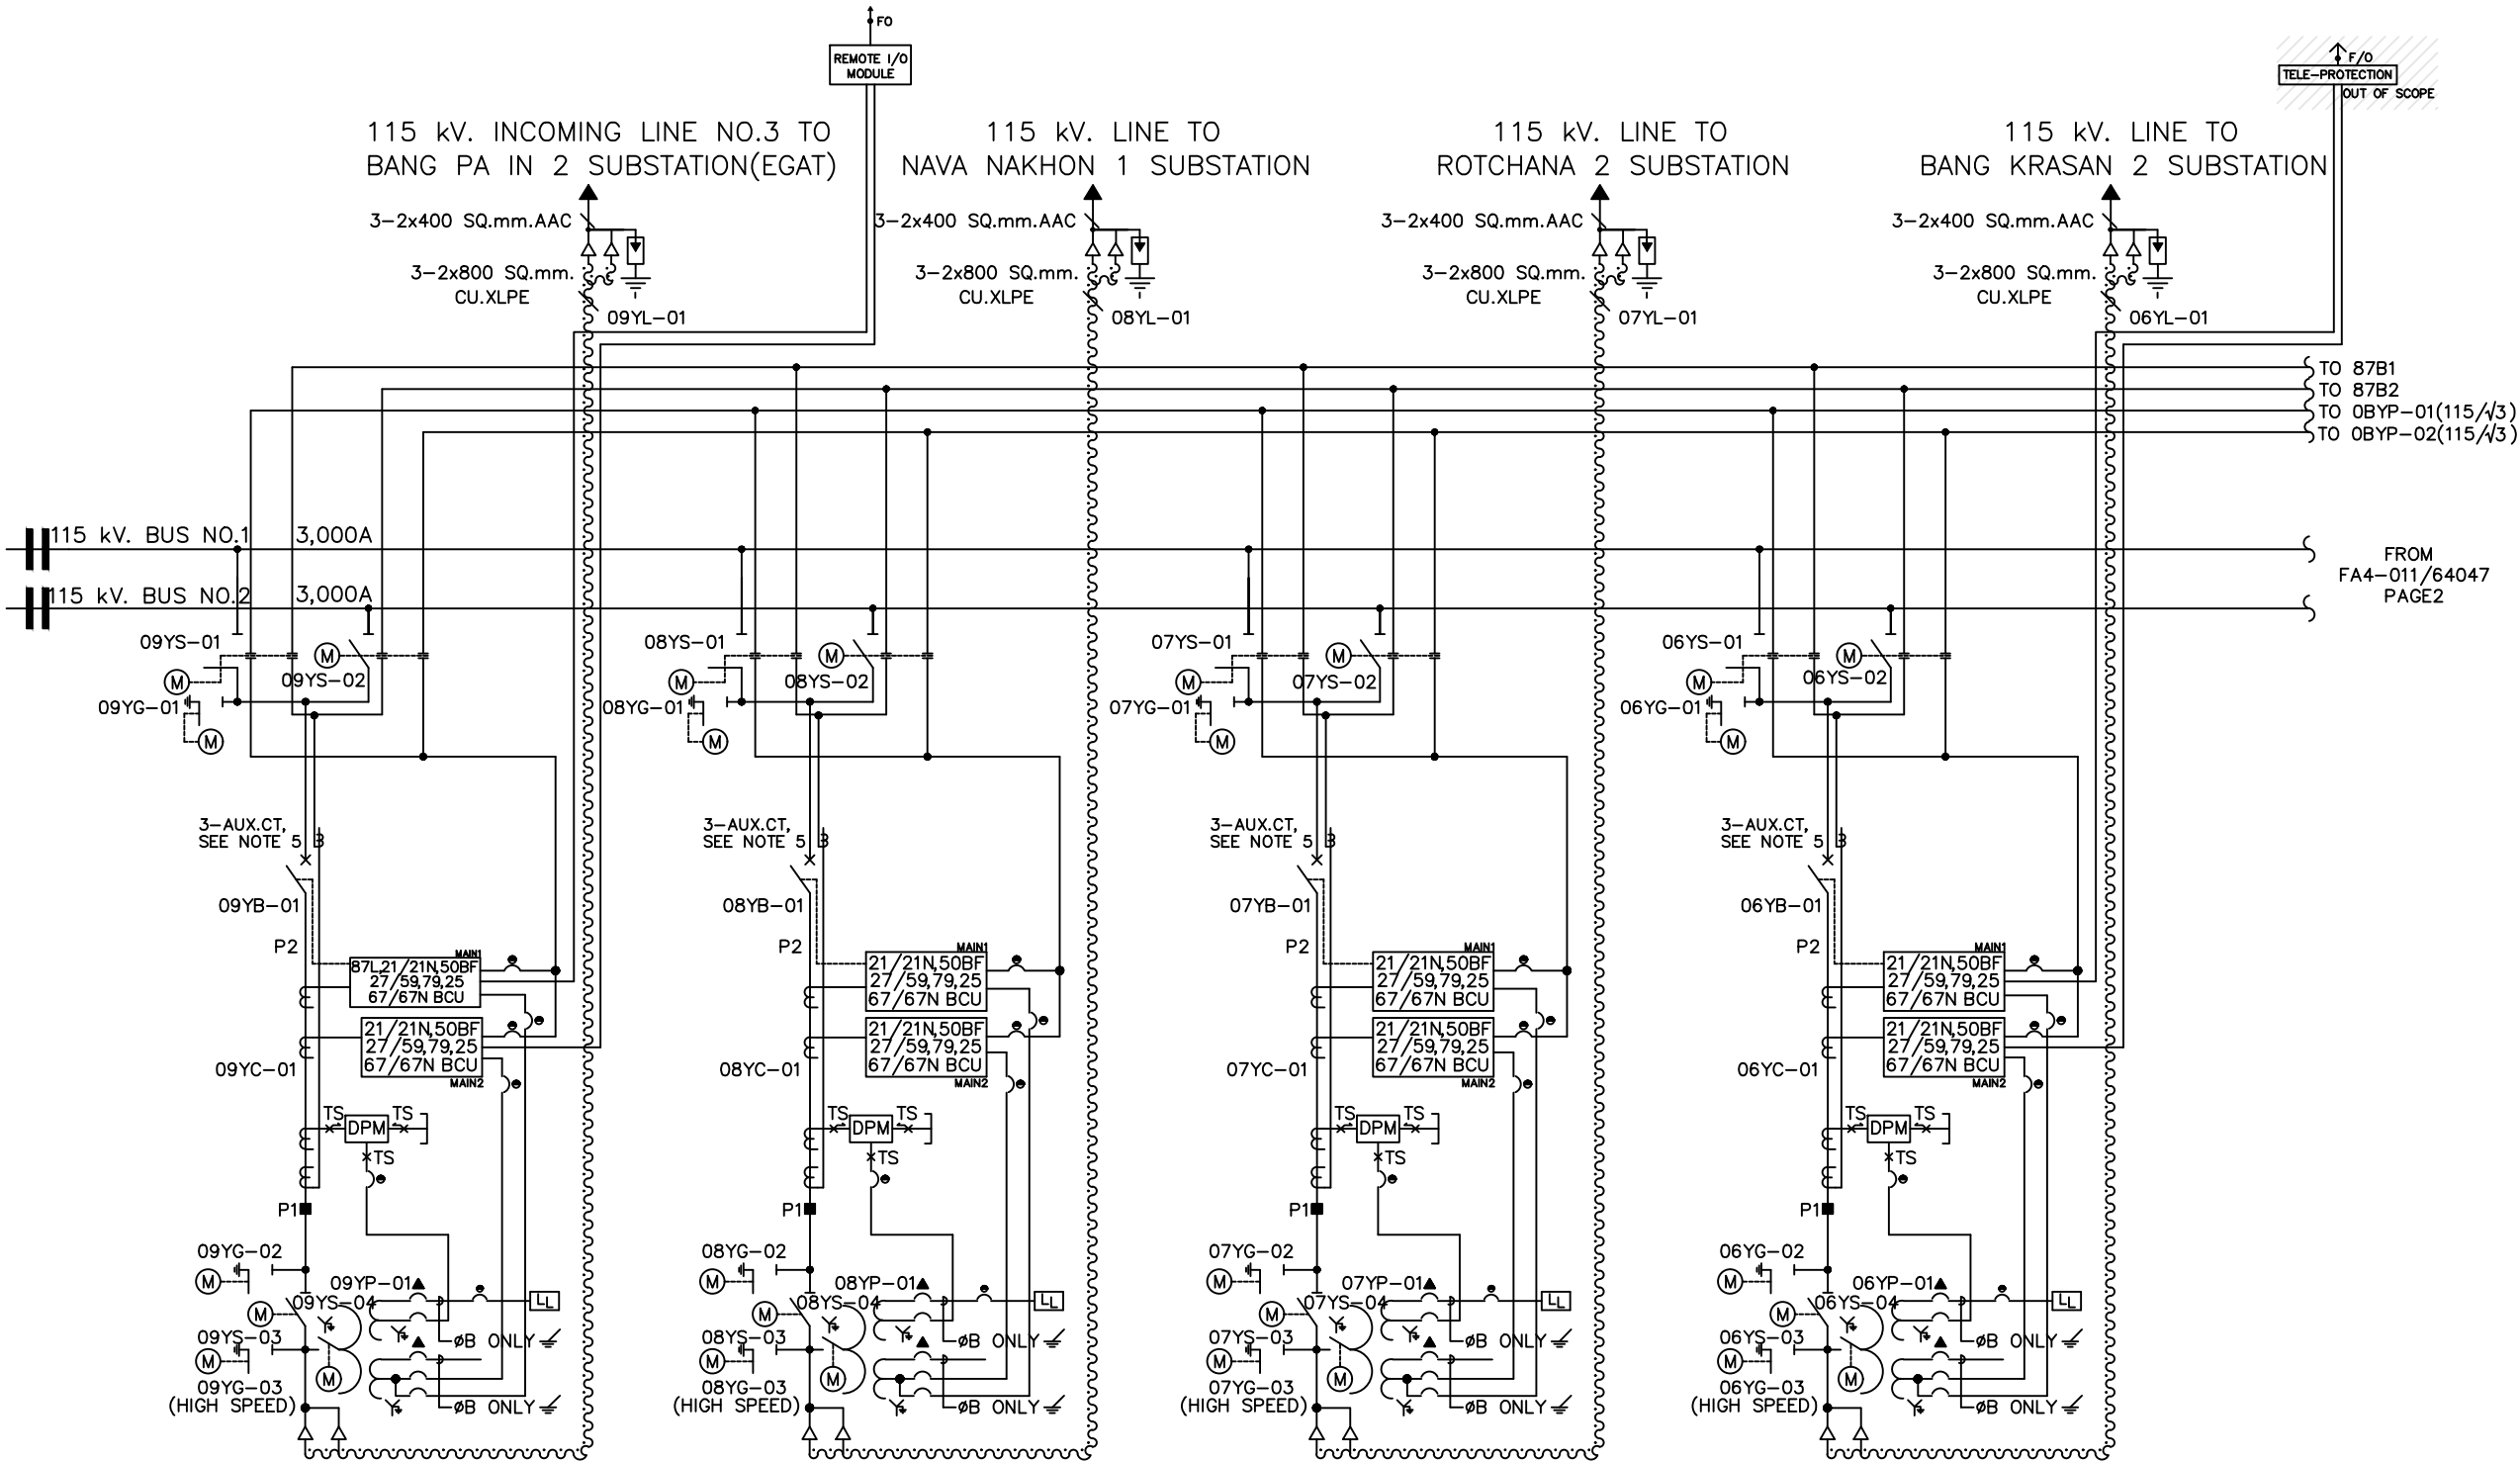 FO
REMOTE I/O
MODULE
F/O
TELE-PROTECTION
OUT OF SCOPE
115 kV. INCOMING LINE NO.3 TO
BANG PA IN 2 SUBSTATION(EGAT)
115 kV. LINE TO
NAVA NAKHON 1 SUBSTATION
115 kV. LINE TO
ROTCHANA 2 SUBSTATION
115 kV. LINE TO
BANG KRASAN 2 SUBSTATION
3-2x400 SQ.mm.AAC
3-2x800 SQ.mm.
CU.XLPE
09YL-01
3-2x400 SQ.mm.AAC
3-2x800 SQ.mm.
CU.XLPE
08YL-01
3-2x400 SQ.mm.AAC
3-2x800 SQ.mm.
CU.XLPE
07YL-01
3-2x400 SQ.mm.AAC
3-2x800 SQ.mm.
CU.XLPE
06YL-01
TO 87B1
TO 87B2
TO 0BYP-01(115/√3)
TO 0BYP-02(115/√3)
115 kV. BUS NO.1 3,000A
115 kV. BUS NO.2 3,000A
FROM
FA4-011/64047
PAGE2
09YS-01
M
M
09YS-02
09YG-01
M
3-AUX.CT,
SEE NOTE 5
3
09YB-01
P2
MAIN1
87L,21/21N,50BF
27/59,79,25
67/67N BCU
21/21N,50BF
27/59,79,25
67/67N BCU
MAIN2
09YC-01
TS
DPM
TS
TS
P1
09YG-02
M
09YP-01
09YS-04
M
LL
09YS-03
øB ONLY
M
M
09YG-03
(HIGH SPEED)
øB ONLY
08YS-01
M
M
08YS-02
08YG-01
M
3-AUX.CT,
SEE NOTE 5
3
08YB-01
P2
MAIN1
21/21N,50BF
27/59,79,25
67/67N BCU
21/21N,50BF
27/59,79,25
67/67N BCU
MAIN2
08YC-01
TS
DPM
TS
TS
P1
08YG-02
M
08YP-01
08YS-04
M
LL
08YS-03
øB ONLY
M
M
08YG-03
(HIGH SPEED)
øB ONLY
07YS-01
M
M
07YS-02
07YG-01
M
3-AUX.CT,
SEE NOTE 5
3
07YB-01
P2
MAIN1
21/21N,50BF
27/59,79,25
67/67N BCU
21/21N,50BF
27/59,79,25
67/67N BCU
MAIN2
07YC-01
TS
DPM
TS
TS
P1
07YG-02
M
07YP-01
07YS-04
M
LL
07YS-03
øB ONLY
M
M
07YG-03
(HIGH SPEED)
øB ONLY
06YS-01
M
M
06YS-02
06YG-01
M
3-AUX.CT,
SEE NOTE 5
3
06YB-01
P2
MAIN1
21/21N,50BF
27/59,79,25
67/67N BCU
21/21N,50BF
27/59,79,25
67/67N BCU
MAIN2
06YC-01
TS
DPM
TS
TS
P1
06YG-02
M
06YP-01
06YS-04
M
LL
06YS-03
øB ONLY
M
M
06YG-03
(HIGH SPEED)
øB ONLY